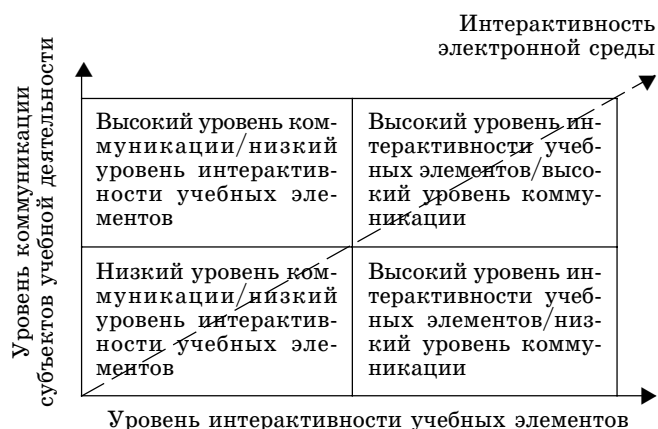 Интерактивность
электронной среды
Уровень коммуникации
субъектов учебной деятельности
Высокий уровень ком-
муникации/низкий
уровень интерактив-
ности учебных эле-
ментов
Высокий уровень ин-
терактивности учеб-
ных элементов/высо-
кий уровень комму-
никации
Низкий уровень ком-
муникации/низкий
уровень интерактив-
ности учебных эле-
ментов
Высокий уровень ин-
терактивности учеб-
ных элементов/низ-
кий уровень комму-
никации
Уровень интерактивности учебных элементов